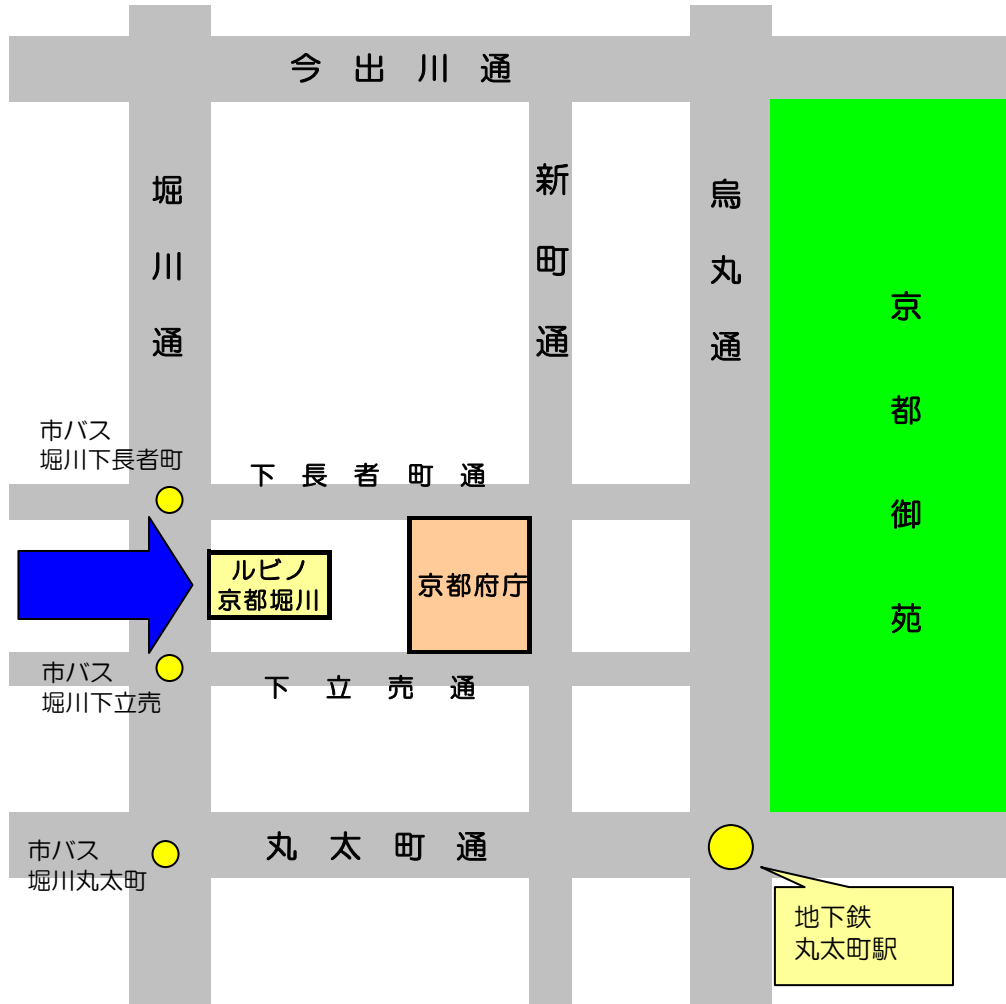 今出川通
堀川通
新町通
烏丸通
京都御苑
市バス
堀川下長者町
下長者町通
ルビノ
京都堀川
京都府庁
市バス
堀川下立売
下立売通
市バス
堀川丸太町
丸太町通
地下鉄
丸太町駅